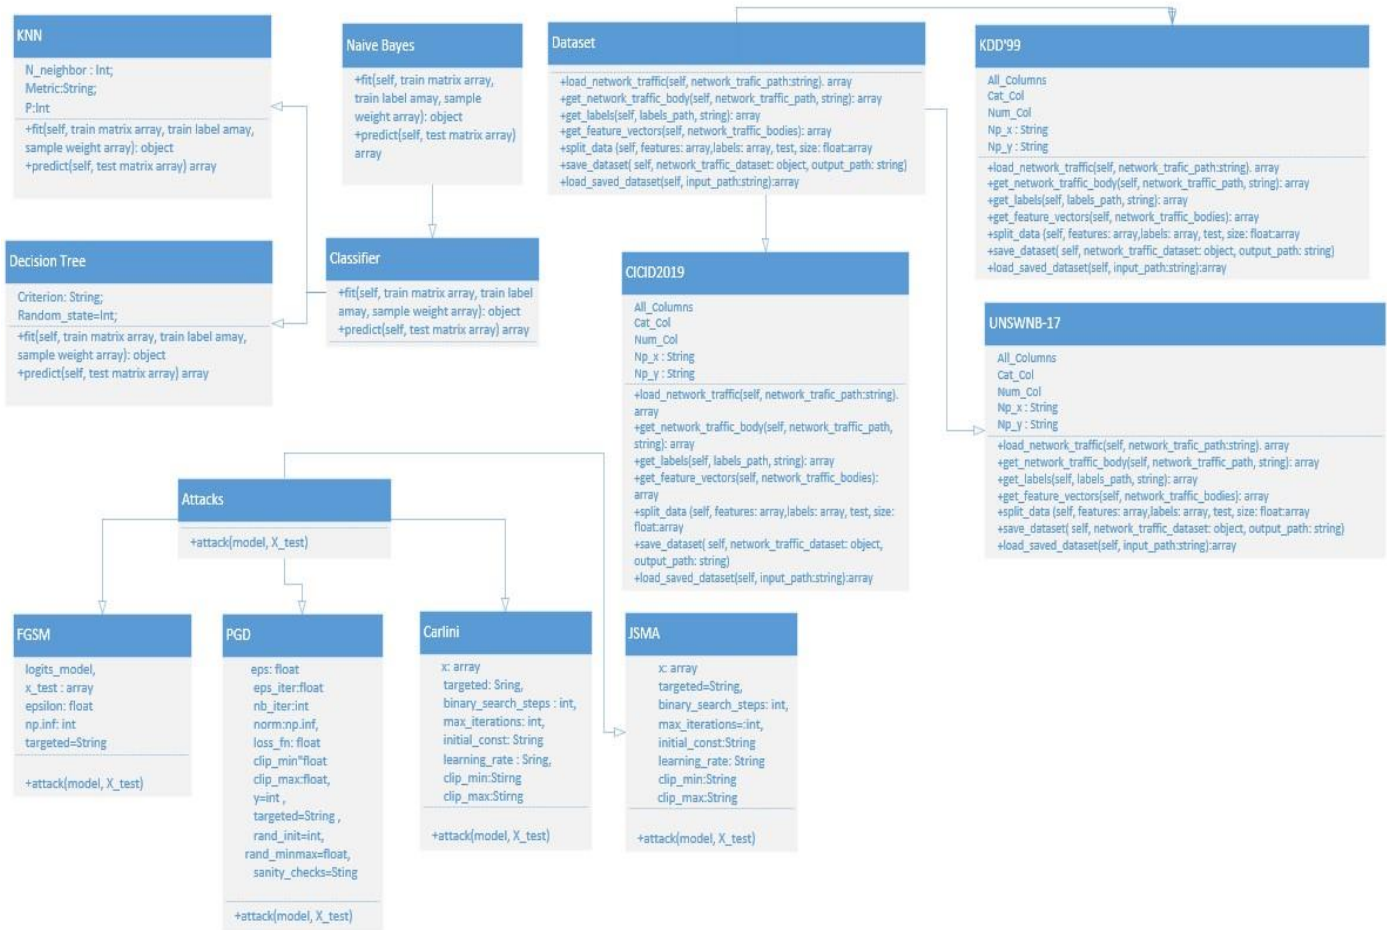 KNN
N_neighbor : Int;
Metric:String;
P:Int
+fit(self, train matrix array, train label amay,
sample weight array): object
+predict(self, test matrix array) array
Naive Bayes
+fit(self, train matrix array,
train label amay, sample
weight array): object
+predict(self, test matrix array)
array
Dataset
+load_network_traffic(self, network_trafic_path:string). array
+get_network_traffic_body(self, network_traffic_path, string): array
+get_labels(self, labels_path, string): array
+get_feature_vectors(self, network_traffic_bodies): array
+split_data (self, features: array,labels: array, test, size: float:array
+save_dataset( self, network_traffic_dataset: object, output_path: string)
+load_saved_dataset(self, input_path:string):array
KDD'99
All_Columns
Cat_Col
Num_Col
Np_x : String
Np_y : String
+load_network_traffic(self, network_trafic_path:string). array
+get_network_traffic_body(self, network_traffic_path, string): array
+get_labels(self, labels_path, string): array
+get_feature_vectors(self, network_traffic_bodies): array
+split_data (self, features: array,labels: array, test, size: float:array
+save_dataset( self, network_traffic_dataset: object, output_path: string)
+load_saved_dataset(self, input_path:string):array
Decision Tree
Criterion: String;
Random_state=Int;
+fit(self, train matrix array, train label amay,
sample weight array): object
+predict(self, test matrix array) array
Classifier
+fit(self, train matrix array, train label
amay, sample weight array): object
+predict(self, test matrix array) array
CICID2019
All_Columns
Cat_Col
Num_Col
Np_x : String
Np_y : String
+load_network_traffic(self, network_trafic_path:string).
array
+get_network_traffic_body(self, network_traffic_path,
string): array
+get_labels(self, labels_path, string): array
+get_feature_vectors(self, network_traffic_bodies):
array
+split_data (self, features: array,labels: array, test, size:
float:array
+save_dataset( self, network_traffic_dataset: object,
output_path: string)
+load_saved_dataset(self, input_path:string):array
UNSWNB-17
All_Columns
Cat_Col
Num_Col
Np_x : String
Np_y : String
+load_network_traffic(self, network_trafic_path:string). array
+get_network_traffic_body(self, network_traffic_path, string): array
+get_labels(self, labels_path, string): array
+get_feature_vectors(self, network_traffic_bodies): array
+split_data (self, features: array,labels: array, test, size: float:array
+save_dataset( self, network_traffic_dataset: object, output_path: string)
+load_saved_dataset(self, input_path:string):array
Attacks
+attack(model, X_test)
FGSM
logits_model,
x_test : array
epsilon: float
np.inf: int
targeted=String
+attack(model, X_test)
PGD
eps: float
eps_iter:float
nb_iter:int
norm:np.inf,
loss_fn: float
clip_min"float
clip_max:float,
y=int ,
targeted=String ,
rand_init=int,
rand_minmax=float,
sanity_checks=Sting
+attack(model, X_test)
Carlini
x: array
targeted: Sring,
binary_search_steps : int,
max_iterations: int,
initial_const: String
learning_rate : Sring,
clip_min:Stirng
clip_max:Stirng
+attack(model, X_test)
JSMA
x: array
targeted=String,
binary_search_steps: int,
max_iterations=:int,
initial_const:String
learning_rate: String
clip_min:String
clip_max:String
+attack(model, X_test)